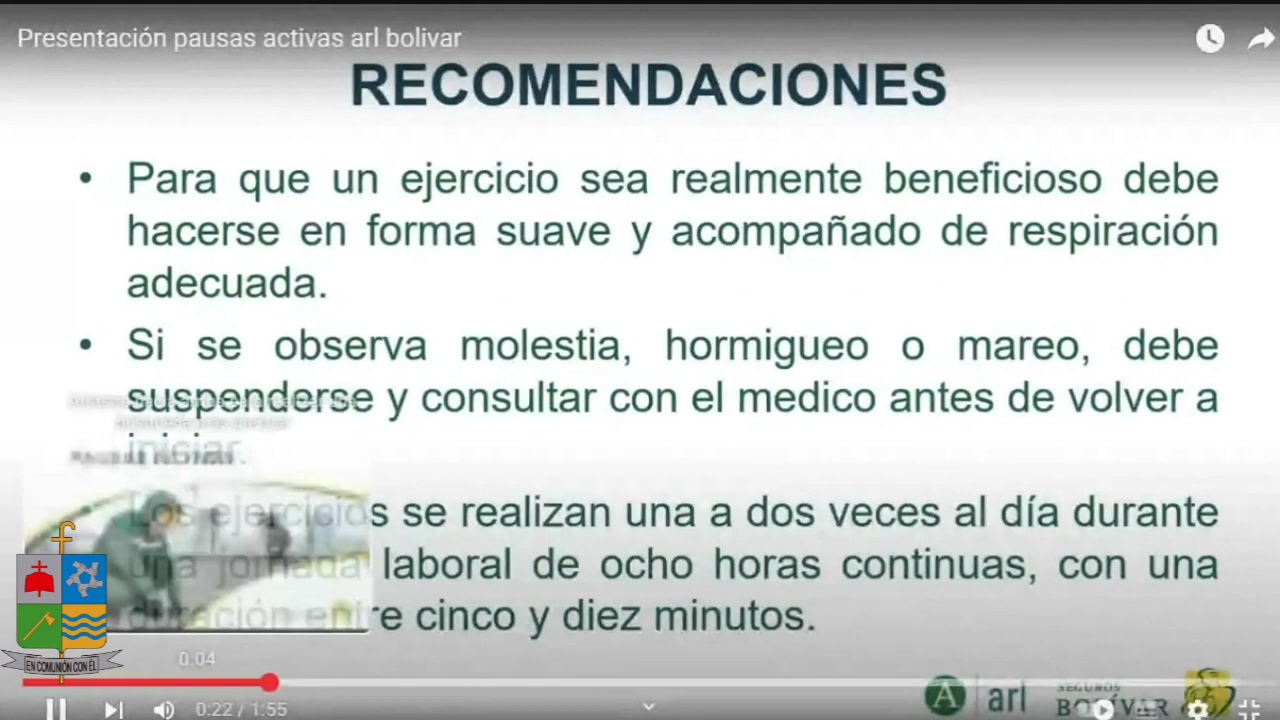 Presentación pausas activas arl bolivar
RECOMENDACIONES
• Para que un ejercicio sea realmente beneficioso debe
hacerse en forma suave y acompañado de respiración
adecuada.
• Si se observa molestia, hormigueo o mareo, debe
suspenderse y consultar con el medico antes de volver a
iniciar.
• Los ejercicios se realizan una a dos veces al día durante
una jornada laboral de ocho horas continuas, con una
duración entre cinco y diez minutos.
EN COMUNIÓN CON ÉL
0:04
A arl
SEGUROS
BOLÍVAR
0:22 / 1:55